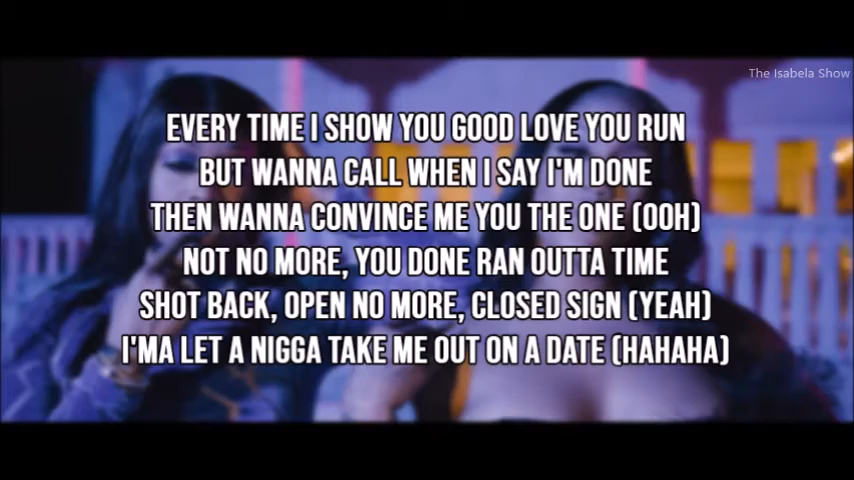 The Isabela Show
EVERY TIME I SHOW YOU GOOD LOVE YOU RUN
BUT WANNA CALL WHEN I SAY I'M DONE
THEN WANNA CONVINCE ME YOU THE ONE (OOH)
NOT NO MORE, YOU DONE RAN OUTTA TIME
SHOT BACK, OPEN NO MORE, CLOSED SIGN (YEAH)
I'MA LET A NIGGA TAKE ME OUT ON A DATE (HAHAHA)